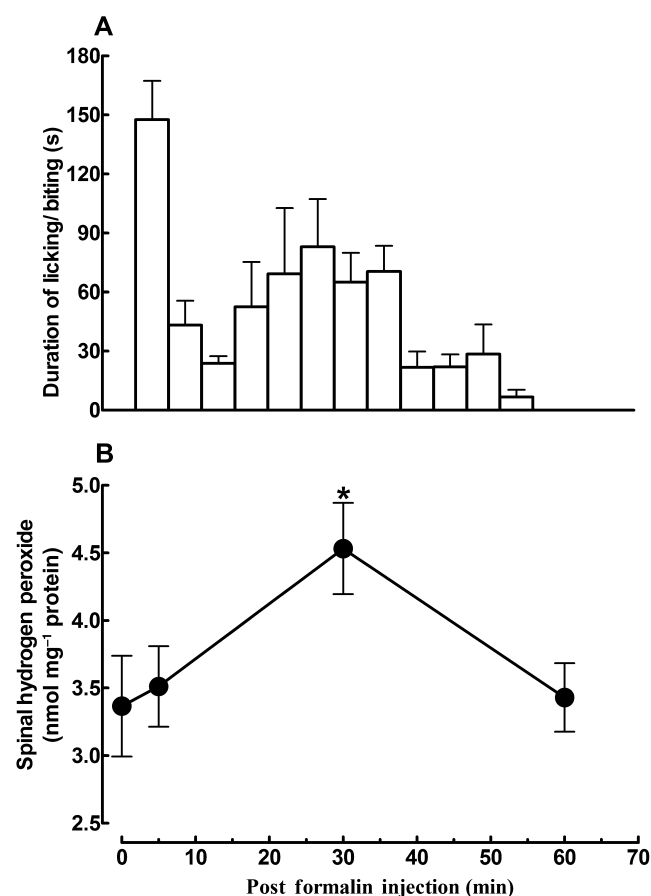 A
180
150
120
90
60
30
0
Duration of licking/ biting (s)
B
5.0
4.5
4.0
3.5
3.0
2.5
Spinal hydrogen peroxide
(nmol mg⁻¹ protein)
*
0 10 20 30 40 50 60 70
Post formalin injection (min)